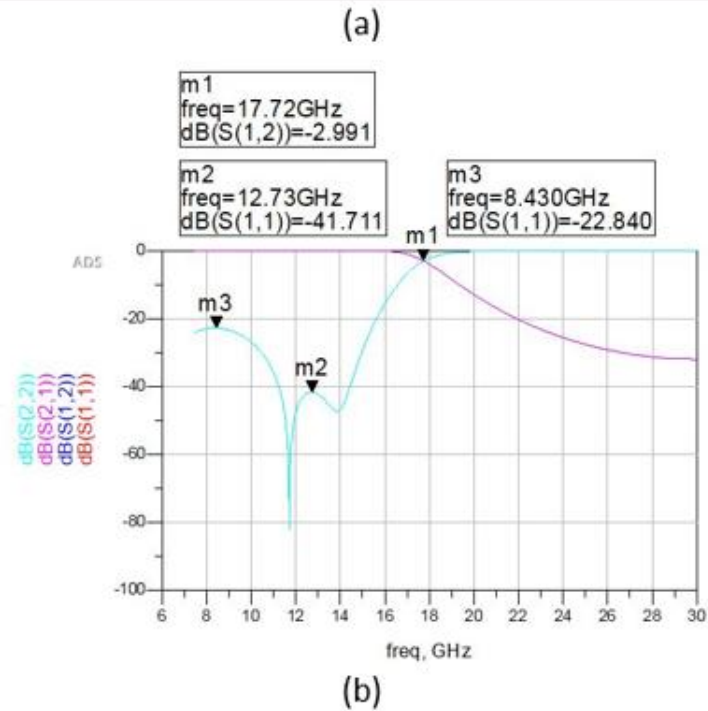 (a)
m1
freq=17.72GHz
dB(S(1,2))=-2.991
m2
freq=12.73GHz
dB(S(1,1))=-41.711
m3
freq=8.430GHz
dB(S(1,1))=-22.840
m1
ADS
m3
m2
0
-20
-40
-60
-80
-100
dB(S(2,2))
dB(S(2,1))
dB(S(1,2))
dB(S(1,1))
6 8 10 12 14 16 18 20 22 24 26 28 30
freq, GHz
(b)